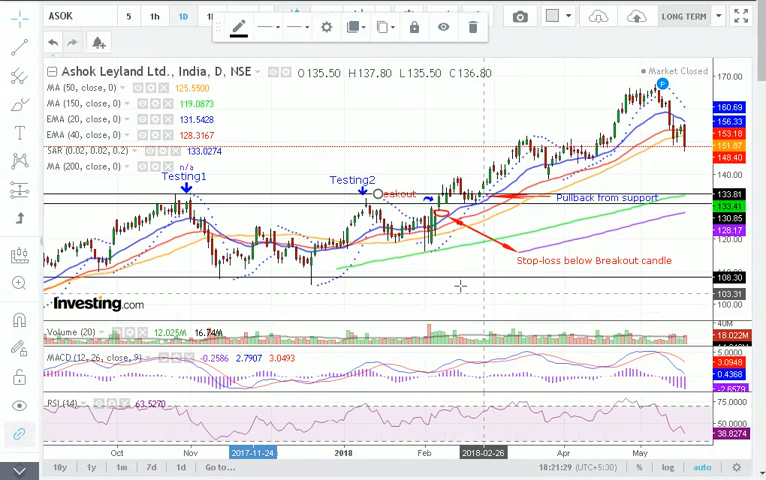 ASOK 5 1h 1D 1 LONG TERM
Ashok Leyland Ltd., India, D, NSE O 135.50 H 137.80 L 135.50 C 136.80 Market Closed
MA (50, close, 0) 125.5500
MA (150, close, 0) 119.0873
EMA (20, close, 0) 131.5428
EMA (40, close, 0) 128.3167
SAR (0.02, 0.02, 0.2) 133.0274
MA (200, close, 0) n/a
P
170.00
160.69
156.33
153.18
151.87
148.40
133.81
133.41
130.85
128.17
120.00
108.30
103.31
100.00
Testing1
Testing2
eakout
Pullback from support
Stop-loss below Breakout candle
Investing.com
Volume (20) 12.025M 16.74M
40M
18.022M
MACD (12, 26, close, 9) -0.2586 2.7907 3.0493
5.0000
3.0948
0.4368
-2.6579
RSI (14) 63.5270
75.0000
50.0000
38.8274
Oct Nov 2017-11-24 2018 Feb 2018-02-26 Apr May
10y 1y 1m 7d 1d Go to... 18:21:29 (UTC+5:30) % log auto